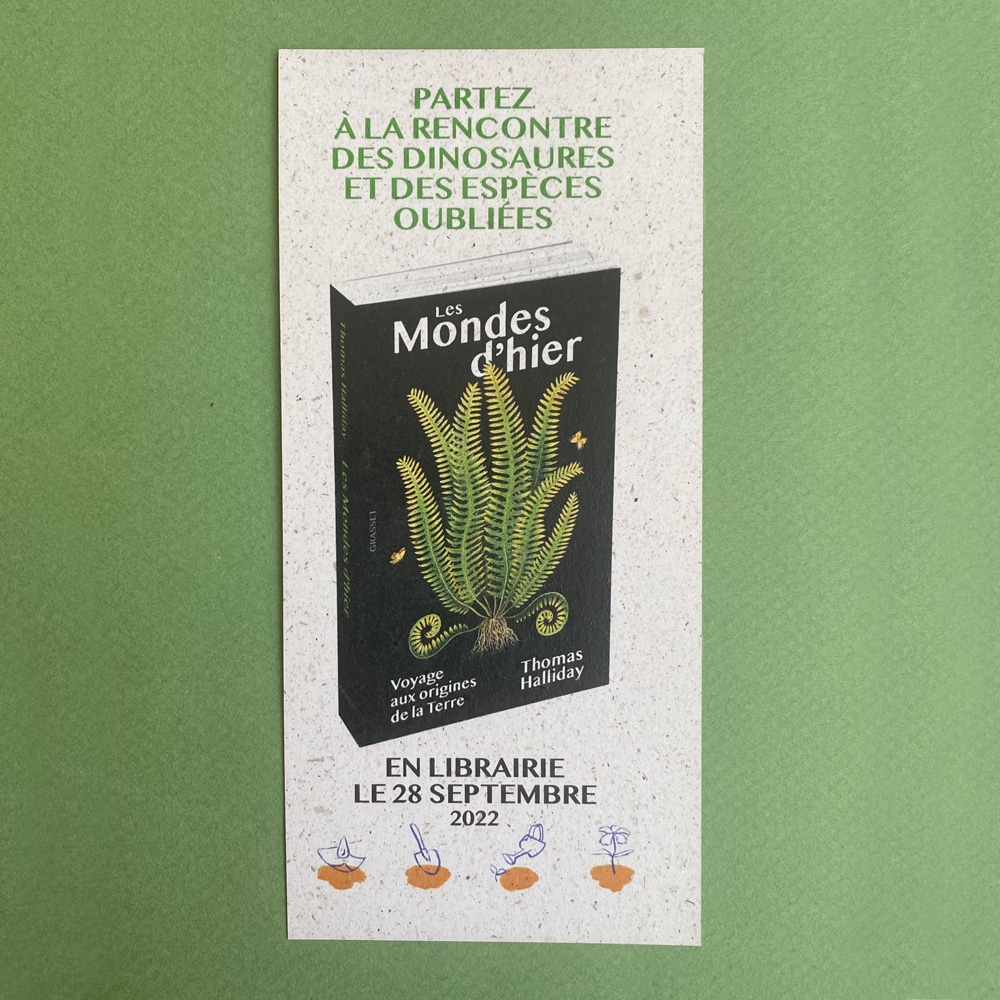 PARTEZ
À LA RENCONTRE
DES DINOSAURES
ET DES ESPÈCES
OUBLIÉES
Les
Mondes
d'hier
Thomas Halliday Les Mondes d'hier
GRASSET
Voyage
aux origines
de la Terre
Thomas
Halliday
EN LIBRAIRIE
LE 28 SEPTEMBRE
2022